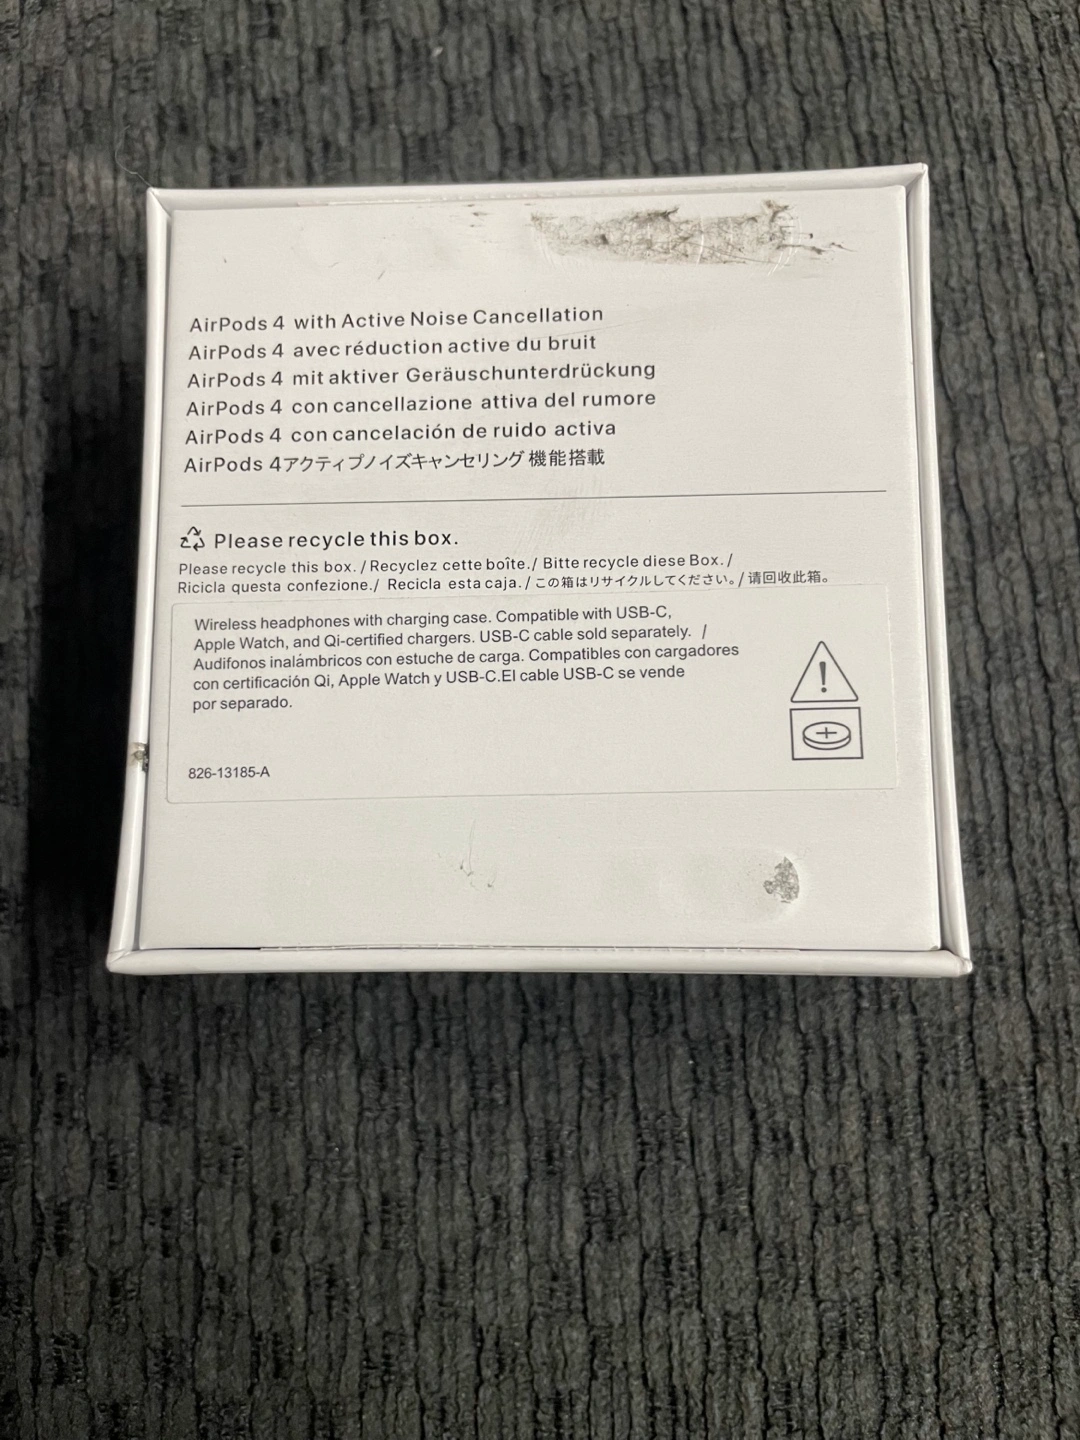 AirPods 4 with Active Noise Cancellation
AirPods 4 avec réduction active du bruit
AirPods 4 mit aktiver Geräuschunterdrückung
AirPods 4 con cancellazione attiva del rumore
AirPods 4 con cancelación de ruido activa
AirPods 4アクティブノイズキャンセリング機能搭載
Please recycle this box.
Please recycle this box. / Recyclez cette boîte./ Bitte recycle diese Box. /
Ricicla questa confezione./ Recicla esta caja. / この箱はリサイクルしてください。/ 请回收此箱。
Wireless headphones with charging case. Compatible with USB-C,
Apple Watch, and Qi-certified chargers. USB-C cable sold separately. /
Audifonos inalámbricos con estuche de carga. Compatibles con cargadores
con certificación Qi, Apple Watch y USB-C.El cable USB-C se vende
por separado.
826-13185-A